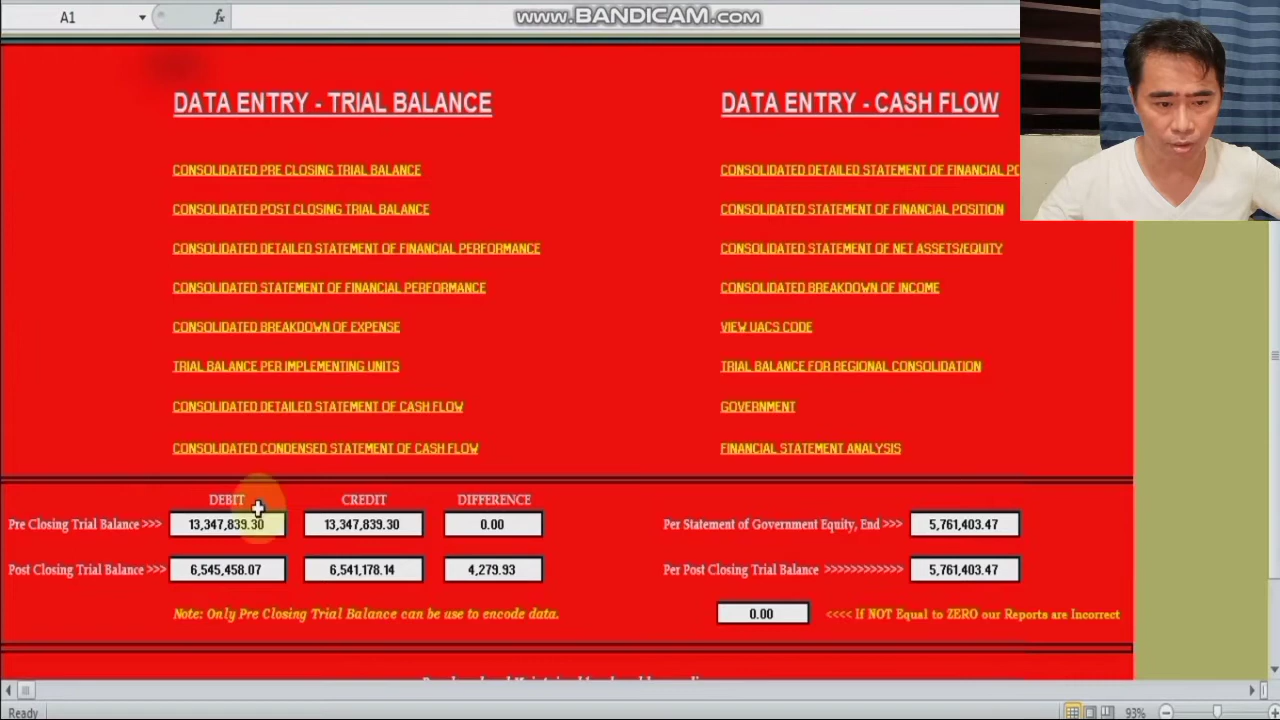 A1
fx
www.BANDICAM.com
DATA ENTRY - TRIAL BALANCE
DATA ENTRY - CASH FLOW
CONSOLIDATED PRE CLOSING TRIAL BALANCE
CONSOLIDATED DETAILED STATEMENT OF FINANCIAL
CONSOLIDATED POST CLOSING TRIAL BALANCE
CONSOLIDATED STATEMENT OF FINANCIAL POSITION
CONSOLIDATED DETAILED STATEMENT OF FINANCIAL PERFORMANCE
CONSOLIDATED STATEMENT OF NET ASSETS/EQUITY
CONSOLIDATED STATEMENT OF FINANCIAL PERFORMANCE
CONSOLIDATED BREAKDOWN OF INCOME
CONSOLIDATED BREAKDOWN OF EXPENSE
VIEW UACS CODE
TRIAL BALANCE PER IMPLEMENTING UNITS
TRIAL BALANCE FOR REGIONAL CONSOLIDATION
CONSOLIDATED DETAILED STATEMENT OF CASH FLOW
GOVERNMENT
CONSOLIDATED CONDENSED STATEMENT OF CASH FLOW
FINANCIAL STATEMENT ANALYSIS
DEBIT CREDIT DIFFERENCE
Pre Closing Trial Balance >>> 13,347,839.30 13,347,839.30 0.00
Per Statement of Government Equity, End >>> 5,761,403.47
Post Closing Trial Balance >>> 6,545,458.07 6,541,178.14 4,279.93
Per Post Closing Trial Balance >>>>>>>>>>>> 5,761,403.47
Note: Only Pre Closing Trial Balance can be use to encode data.
0.00 <<<< If NOT Equal to ZERO our Reports are Incorrect
Ready
93%